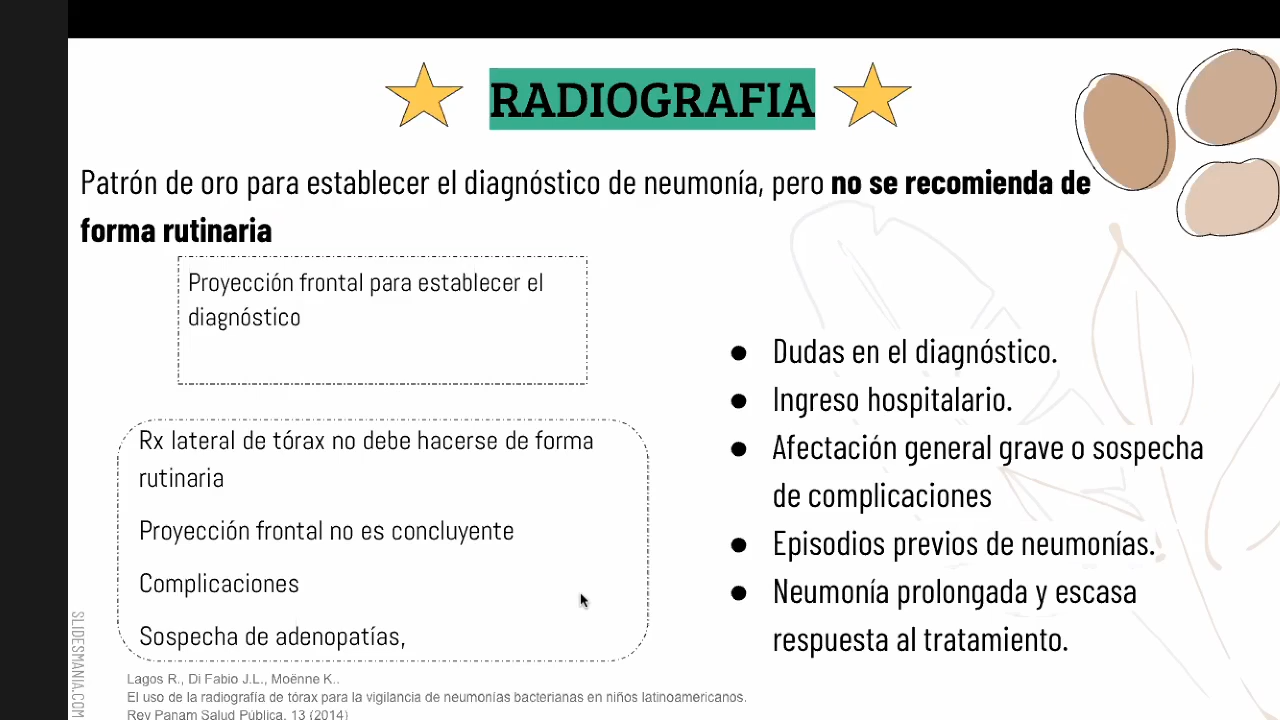 RADIOGRAFIA
Patrón de oro para establecer el diagnóstico de neumonía, pero no se recomienda de
forma rutinaria
Proyección frontal para establecer el
diagnóstico
Rx lateral de tórax no debe hacerse de forma
rutinaria
Proyección frontal no es concluyente
Complicaciones
Sospecha de adenopatías,
● Dudas en el diagnóstico.
● Ingreso hospitalario.
● Afectación general grave o sospecha
de complicaciones
● Episodios previos de neumonías.
● Neumonía prolongada y escasa
respuesta al tratamiento.
Lagos R., Di Fabio J.L., Moënne K..
El uso de la radiografía de tórax para la vigilancia de neumonías bacterianas en niños latinoamericanos.
Rev Panam Salud Pública, 13 (2014)
SLIDESMANIA.COM